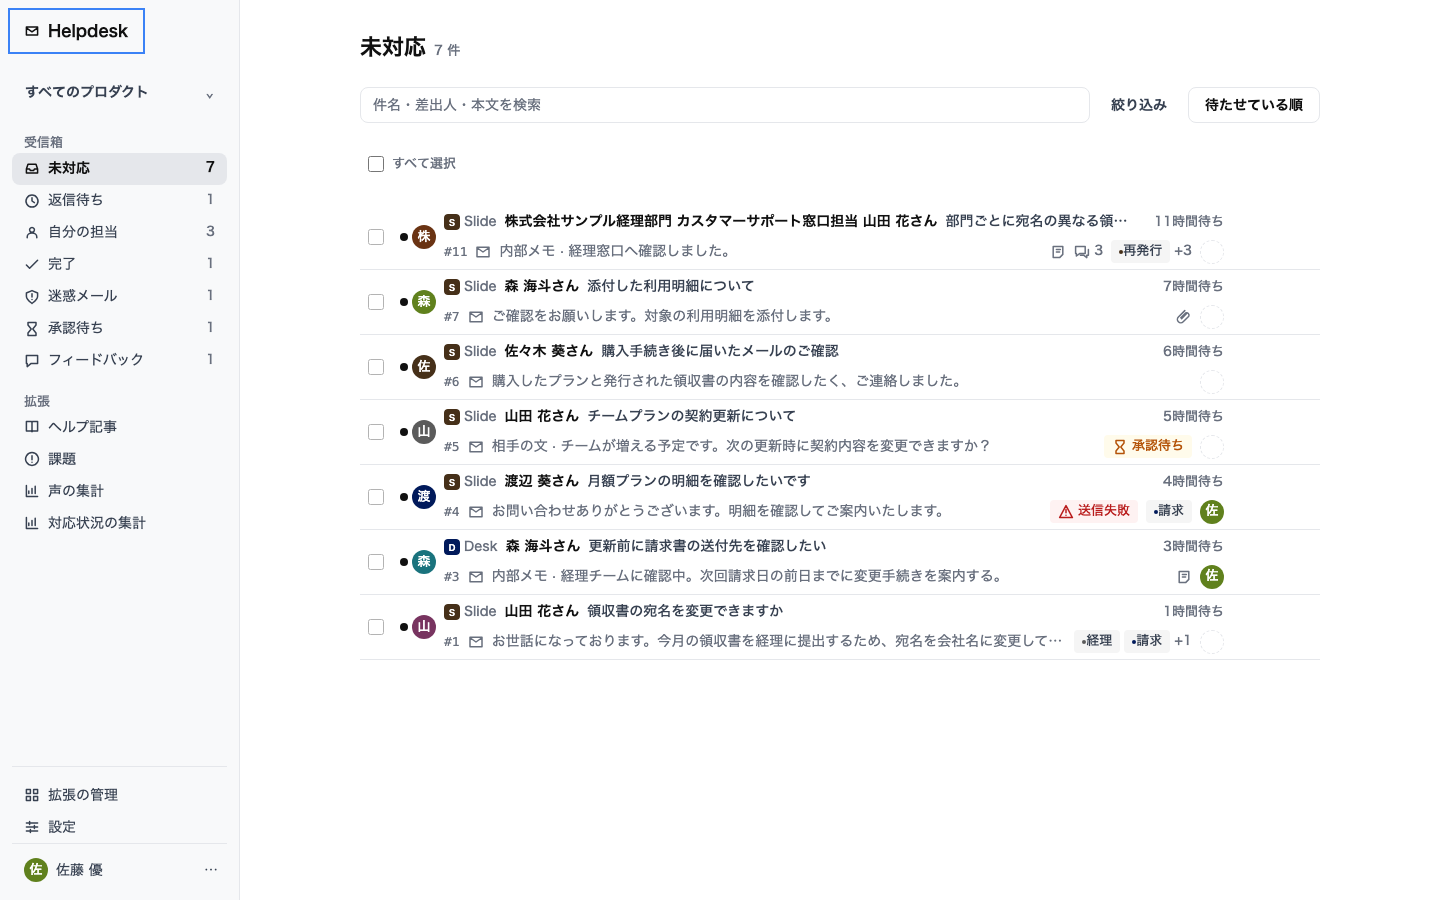 Helpdesk
すべてのプロダクト
受信箱
未対応 7
返信待ち 1
自分の担当 3
完了 1
迷惑メール 1
承認待ち 1
フィードバック 1
拡張
ヘルプ記事
課題
声の集計
対応状況の集計
拡張の管理
設定
佐 佐藤 優 …
未対応 7 件
件名・差出人・本文を検索 絞り込み 待たせている順
すべて選択
株 S Slide 株式会社サンプル経理部門 カスタマーサポート窓口担当 山田 花さん 部門ごとに宛名の異なる領… 11時間待ち
#11 内部メモ · 経理窓口へ確認しました。 3 •再発行 +3
森 S Slide 森 海斗さん 添付した利用明細について 7時間待ち
#7 ご確認をお願いします。対象の利用明細を添付します。
佐 S Slide 佐々木 葵さん 購入手続き後に届いたメールのご確認 6時間待ち
#6 購入したプランと発行された領収書の内容を確認したく、ご連絡しました。
山 S Slide 山田 花さん チームプランの契約更新について 5時間待ち
#5 相手の文 · チームが増える予定です。次の更新時に契約内容を変更できますか？ 承認待ち
渡 S Slide 渡辺 葵さん 月額プランの明細を確認したいです 4時間待ち
#4 お問い合わせありがとうございます。明細を確認してご案内いたします。 送信失敗 •請求 佐
森 D Desk 森 海斗さん 更新前に請求書の送付先を確認したい 3時間待ち
#3 内部メモ · 経理チームに確認中。次回請求日の前日までに変更手続きを案内する。 佐
山 S Slide 山田 花さん 領収書の宛名を変更できますか 1時間待ち
#1 お世話になっております。今月の領収書を経理に提出するため、宛名を会社名に変更して… •経理 •請求 +1